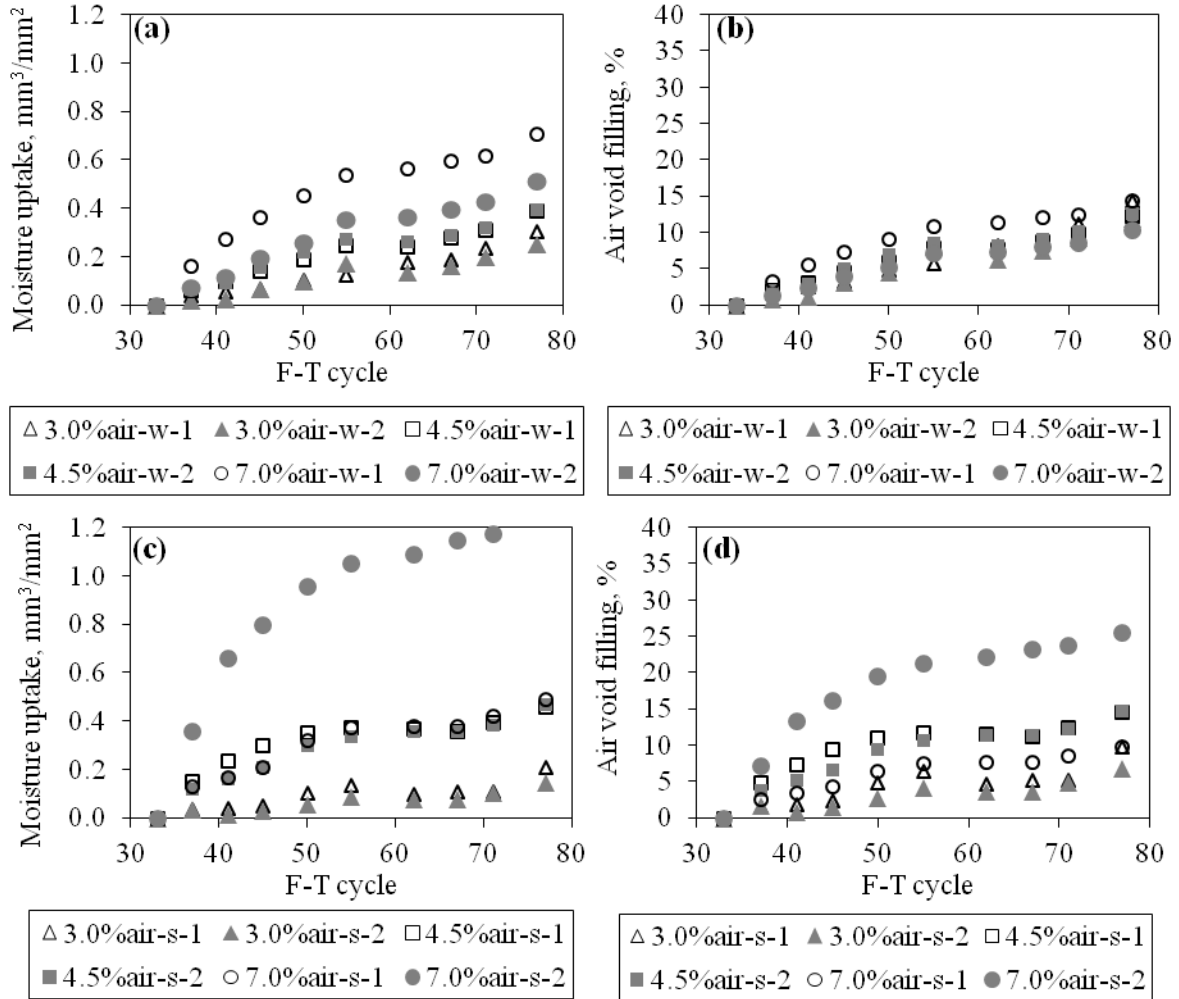 (a)
Moisture uptake, mm³/mm²
1.2
1.0
0.8
0.6
0.4
0.2
0.0
30 40 50 60 70 80
F-T cycle
△ 3.0%air-w-1 ▲ 3.0%air-w-2 □ 4.5%air-w-1
■ 4.5%air-w-2 ○ 7.0%air-w-1 ● 7.0%air-w-2
(b)
Air void filling, %
40
35
30
25
20
15
10
5
0
30 40 50 60 70 80
F-T cycle
△ 3.0%air-w-1 ▲ 3.0%air-w-2 □ 4.5%air-w-1
■ 4.5%air-w-2 ○ 7.0%air-w-1 ● 7.0%air-w-2
(c)
Moisture uptake, mm³/mm²
1.2
1.0
0.8
0.6
0.4
0.2
0.0
30 40 50 60 70 80
F-T cycle
△ 3.0%air-s-1 ▲ 3.0%air-s-2 □ 4.5%air-s-1
■ 4.5%air-s-2 ○ 7.0%air-s-1 ● 7.0%air-s-2
(d)
Air void filling, %
40
35
30
25
20
15
10
5
0
30 40 50 60 70 80
F-T cycle
△ 3.0%air-s-1 ▲ 3.0%air-s-2 □ 4.5%air-s-1
■ 4.5%air-s-2 ○ 7.0%air-s-1 ● 7.0%air-s-2